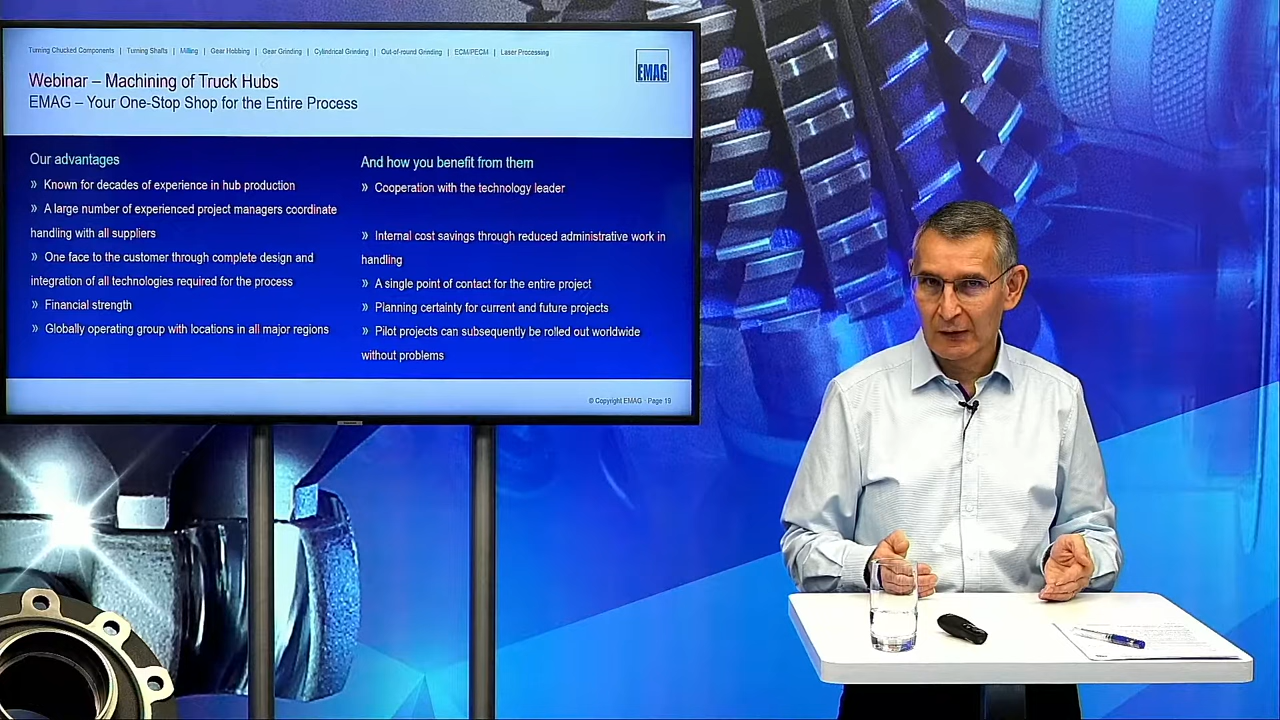 Turning Chucked Components | Turning Shafts | Milling | Gear Hobbing | Gear Grinding | Cylindrical Grinding | Out-of-round Grinding | ECM/PECM | Laser Processing
EMAG
Webinar – Machining of Truck Hubs
EMAG – Your One-Stop Shop for the Entire Process
Our advantages
» Known for decades of experience in hub production
» A large number of experienced project managers coordinate
handling with all suppliers
» One face to the customer through complete design and
integration of all technologies required for the process
» Financial strength
» Globally operating group with locations in all major regions
And how you benefit from them
» Cooperation with the technology leader
» Internal cost savings through reduced administrative work in
handling
» A single point of contact for the entire project
» Planning certainty for current and future projects
» Pilot projects can subsequently be rolled out worldwide
without problems
© Copyright EMAG - Page 19